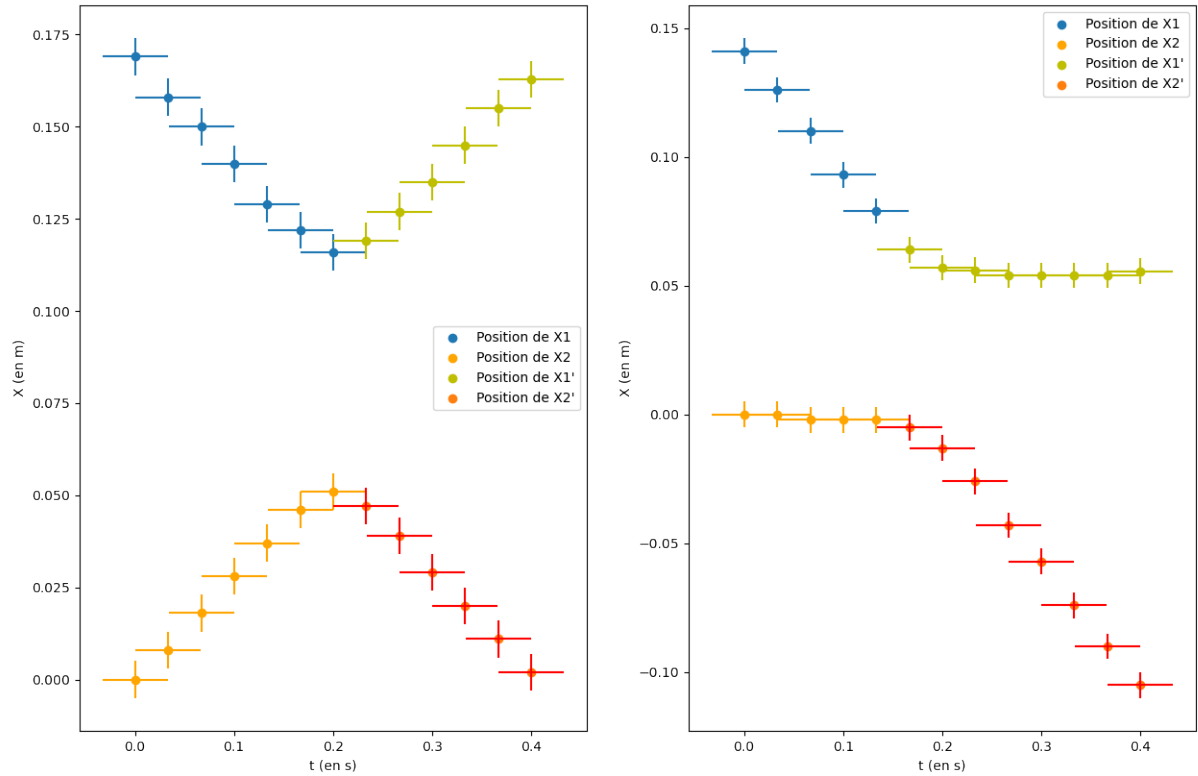 0.175
0.150
0.125
0.100
0.075
0.050
0.025
0.000
X (en m)
Position de X1
Position de X2
Position de X1'
Position de X2'
0.0 0.1 0.2 0.3 0.4
t (en s)
0.15
0.10
0.05
0.00
−0.05
−0.10
X (en m)
Position de X1
Position de X2
Position de X1'
Position de X2'
0.0 0.1 0.2 0.3 0.4
t (en s)